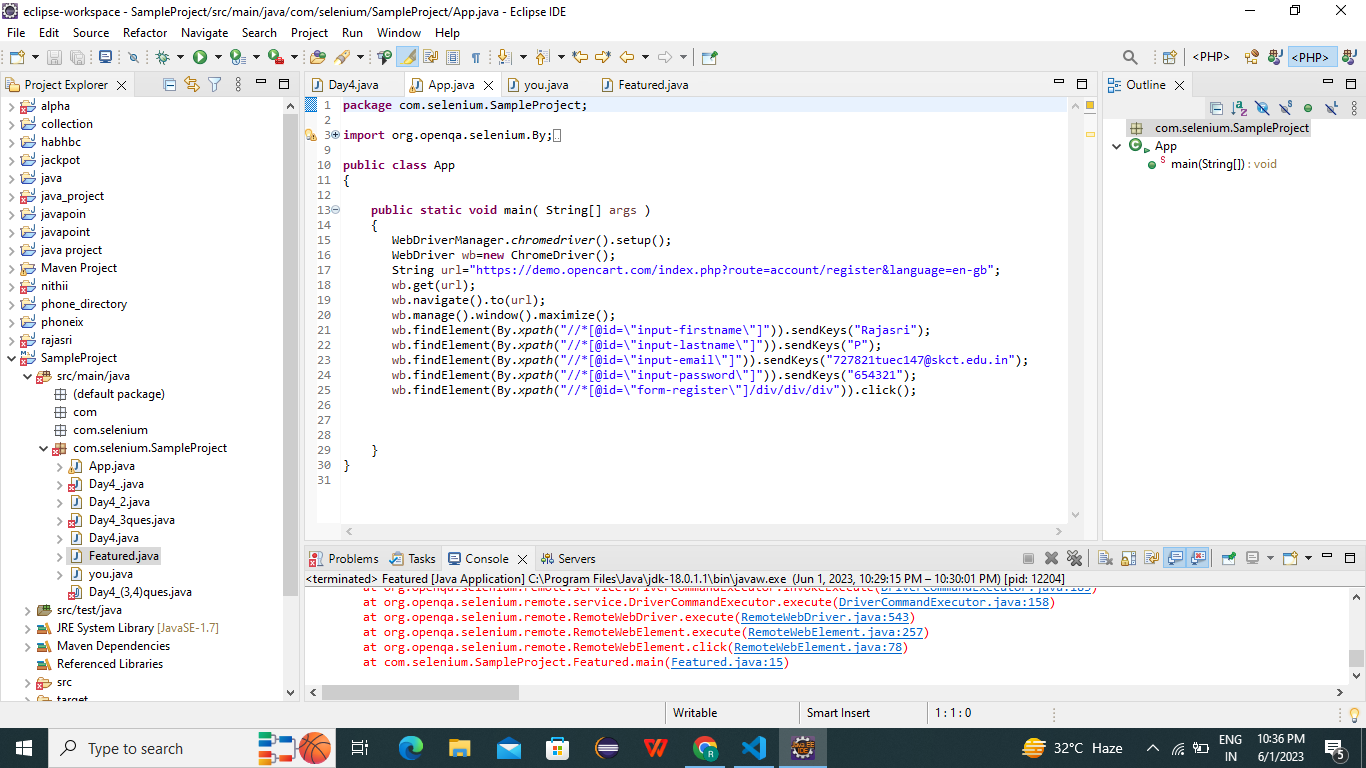 eclipse-workspace - SampleProject/src/main/java/com/selenium/SampleProject/App.java - Eclipse IDE
File Edit Source Refactor Navigate Search Project Run Window Help
<PHP> <PHP>
Project Explorer
alpha
collection
habhbc
jackpot
java
java_project
javapoin
javapoint
java project
Maven Project
nithii
phone_directory
phoneix
rajasri
SampleProject
src/main/java
(default package)
com
com.selenium
com.selenium.SampleProject
App.java
Day4_.java
Day4_2.java
Day4_3ques.java
Day4.java
Featured.java
you.java
Day4_(3,4)ques.java
src/test/java
JRE System Library [JavaSE-1.7]
Maven Dependencies
Referenced Libraries
src
target
Day4.java App.java you.java Featured.java
1 package com.selenium.SampleProject;
2
3 import org.openqa.selenium.By;
9
10 public class App
11 {
12
13 public static void main( String[] args )
14 {
15 WebDriverManager.chromedriver().setup();
16 WebDriver wb=new ChromeDriver();
17 String url="https://demo.opencart.com/index.php?route=account/register&language=en-gb";
18 wb.get(url);
19 wb.navigate().to(url);
20 wb.manage().window().maximize();
21 wb.findElement(By.xpath("//*[@id=\"input-firstname\"]")).sendKeys("Rajasri");
22 wb.findElement(By.xpath("//*[@id=\"input-lastname\"]")).sendKeys("P");
23 wb.findElement(By.xpath("//*[@id=\"input-email\"]")).sendKeys("727821tuec147@skct.edu.in");
24 wb.findElement(By.xpath("//*[@id=\"input-password\"]")).sendKeys("654321");
25 wb.findElement(By.xpath("//*[@id=\"form-register\"]/div/div/div")).click();
26
27
28
29 }
30 }
31
Outline
com.selenium.SampleProject
App
main(String[]) : void
Problems Tasks Console Servers
<terminated> Featured [Java Application] C:\Program Files\Java\jdk-18.0.1.1\bin\javaw.exe (Jun 1, 2023, 10:29:15 PM – 10:30:01 PM) [pid: 12204]
at org.openqa.selenium.remote.service.DriverCommandExecutor.invokeExecute(DriverCommandExecutor.java:185)
at org.openqa.selenium.remote.service.DriverCommandExecutor.execute(DriverCommandExecutor.java:158)
at org.openqa.selenium.remote.RemoteWebDriver.execute(RemoteWebDriver.java:543)
at org.openqa.selenium.remote.RemoteWebElement.execute(RemoteWebElement.java:257)
at org.openqa.selenium.remote.RemoteWebElement.click(RemoteWebElement.java:78)
at com.selenium.SampleProject.Featured.main(Featured.java:15)
Writable Smart Insert 1 : 1 : 0
Type to search
32°C Haze
ENG
IN
10:36 PM
6/1/2023
5